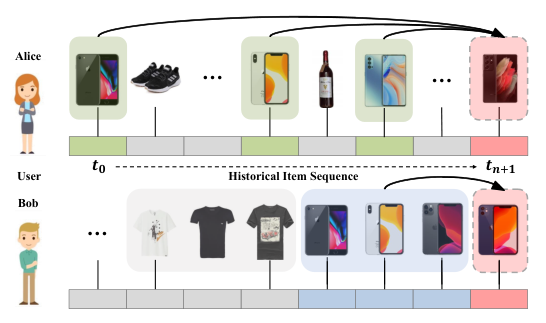 Alice
...
...
t₀
tₙ₊₁
User
Historical Item Sequence
Bob
...